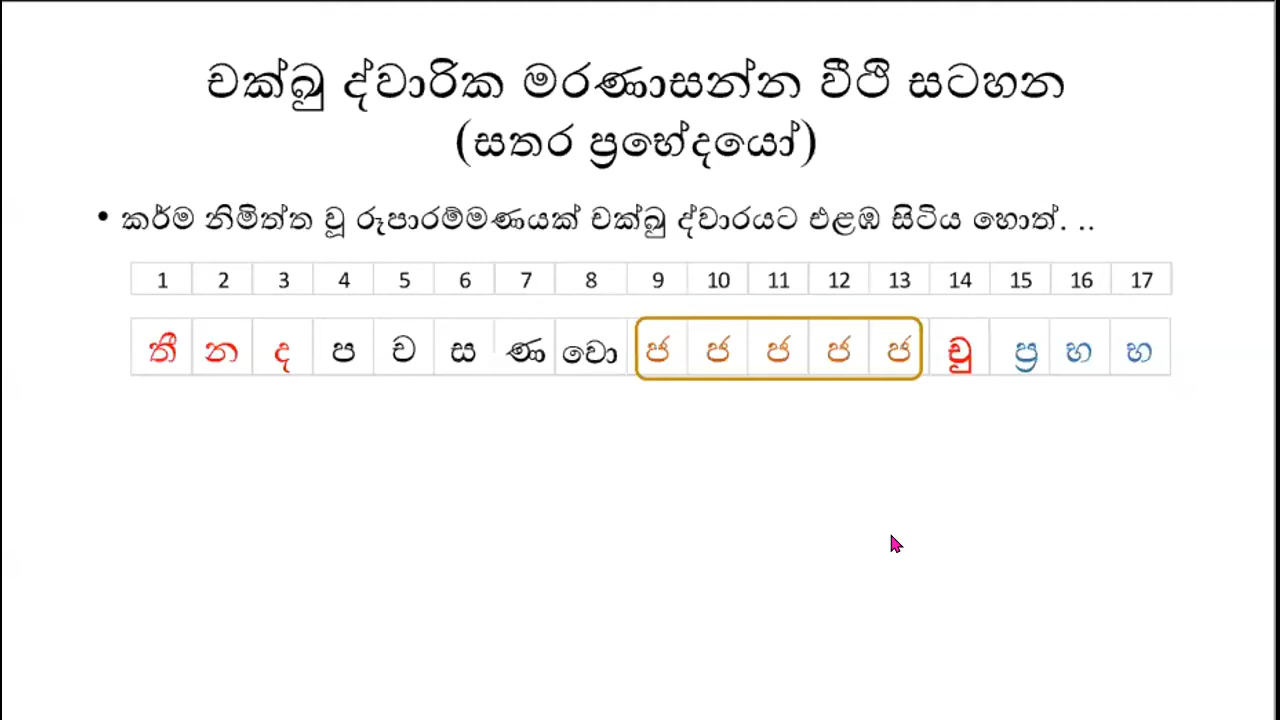 චක්ඛු ද්වාරික මරණාසන්න වීථි සටහන
(සතර ප්‍රභේදයෝ)
• කර්ම නිමිත්ත වූ රූපාරම්මණයක් චක්ඛු ද්වාරයට එළඹ සිටිය හොත්. ..
1 2 3 4 5 6 7 8 9 10 11 12 13 14 15 16 17
තී න ද ප ච ස ණ වො ජ ජ ජ ජ ජ චු ප්‍ර භ භ